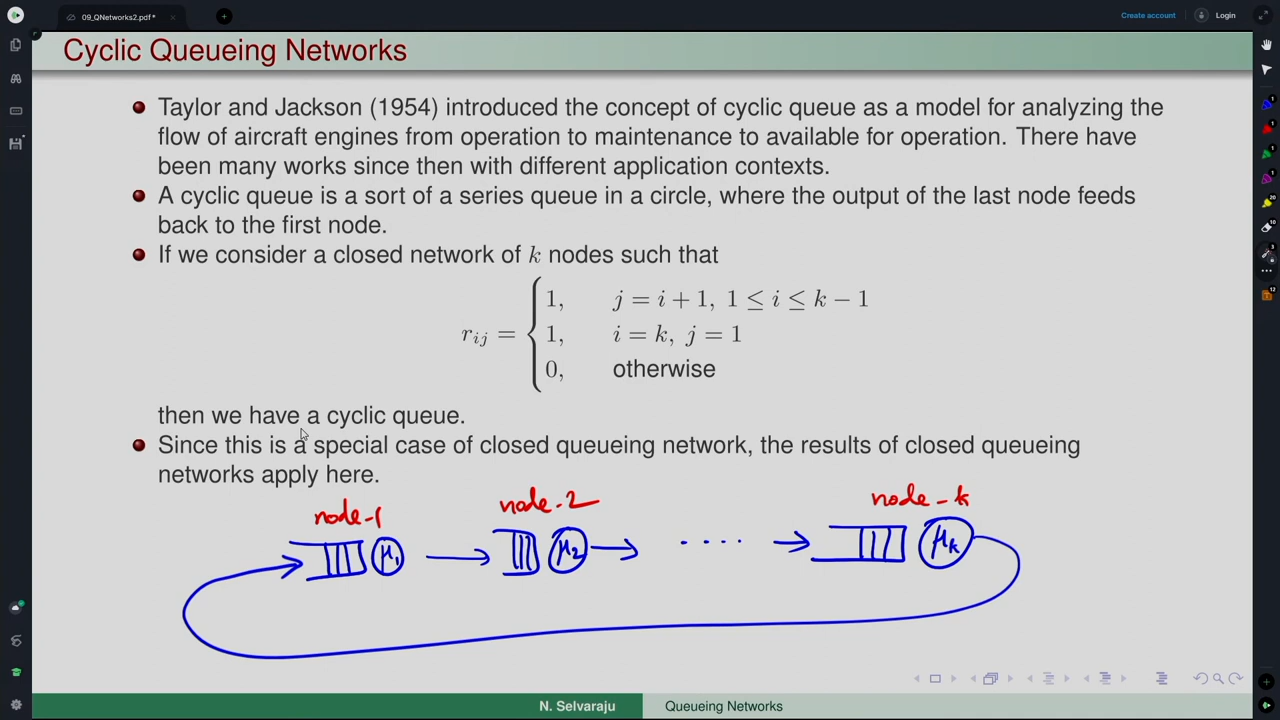 09_QNetworks2.pdf*
Create account
Login
Cyclic Queueing Networks
Taylor and Jackson (1954) introduced the concept of cyclic queue as a model for analyzing the
flow of aircraft engines from operation to maintenance to available for operation. There have
been many works since then with different application contexts.
A cyclic queue is a sort of a series queue in a circle, where the output of the last node feeds
back to the first node.
If we consider a closed network of k nodes such that
1, j = i + 1, 1 ≤ i ≤ k − 1
r_{ij} = { 1, i = k, j = 1
0, otherwise
then we have a cyclic queue.
Since this is a special case of closed queueing network, the results of closed queueing
networks apply here.
node-1 node-2 node-k
μ₁ → μ₂ → .... → μₖ
N. Selvaraju Queueing Networks